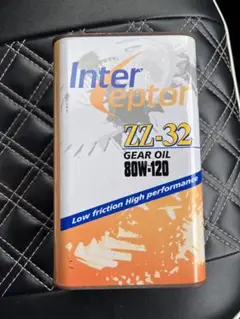 Inter
ceptor
ZZ-32
GEAR OIL
80W-120
Low friction High performance